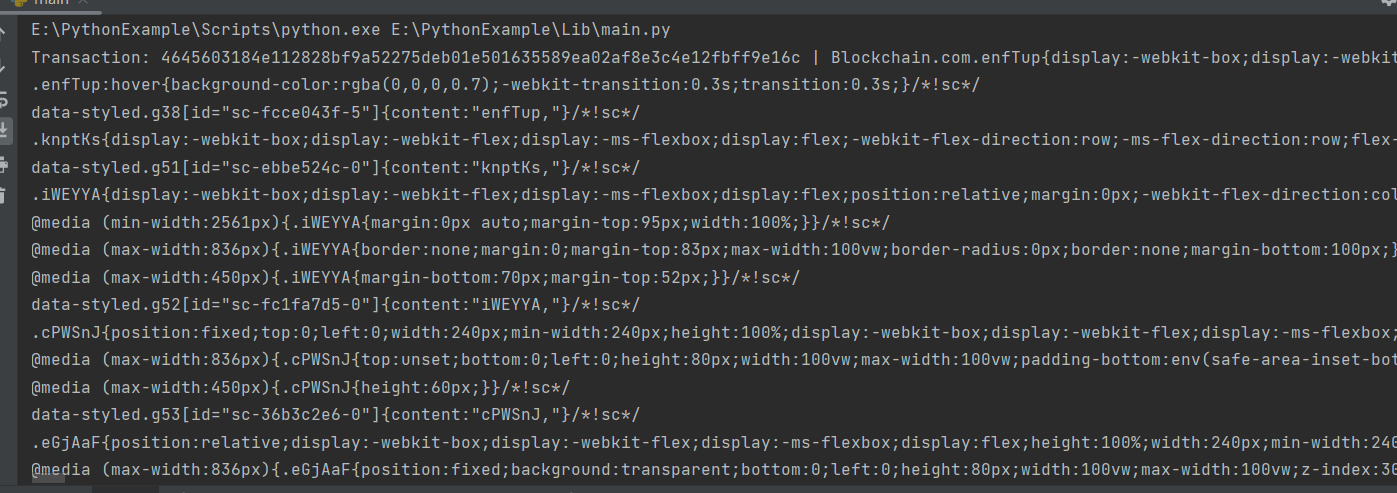 main
E:\PythonExample\Scripts\python.exe E:\PythonExample\Lib\main.py
Transaction: 4645603184e112828bf9a52275deb01e501635589ea02af8e3c4e12fbff9e16c | Blockchain.com.enfTup{display:-webkit-box;display:-webkit
.enfTup:hover{background-color:rgba(0,0,0,0.7);-webkit-transition:0.3s;transition:0.3s;}/*!sc*/
data-styled.g38[id="sc-fcce043f-5"]{content:"enfTup,"}/*!sc*/
.knptKs{display:-webkit-box;display:-webkit-flex;display:-ms-flexbox;display:flex;-webkit-flex-direction:row;-ms-flex-direction:row;flex-
data-styled.g51[id="sc-ebbe524c-0"]{content:"knptKs,"}/*!sc*/
.iWEYYA{display:-webkit-box;display:-webkit-flex;display:-ms-flexbox;display:flex;position:relative;margin:0px;-webkit-flex-direction:col
@media (min-width:2561px){.iWEYYA{margin:0px auto;margin-top:95px;width:100%;}}/*!sc*/
@media (max-width:836px){.iWEYYA{border:none;margin:0;margin-top:83px;max-width:100vw;border-radius:0px;border:none;margin-bottom:100px;}
@media (max-width:450px){.iWEYYA{margin-bottom:70px;margin-top:52px;}}/*!sc*/
data-styled.g52[id="sc-fc1fa7d5-0"]{content:"iWEYYA,"}/*!sc*/
.cPWSnJ{position:fixed;top:0;left:0;width:240px;min-width:240px;height:100%;display:-webkit-box;display:-webkit-flex;display:-ms-flexbox;
@media (max-width:836px){.cPWSnJ{top:unset;bottom:0;left:0;height:80px;width:100vw;max-width:100vw;padding-bottom:env(safe-area-inset-bot
@media (max-width:450px){.cPWSnJ{height:60px;}}/*!sc*/
data-styled.g53[id="sc-36b3c2e6-0"]{content:"cPWSnJ,"}/*!sc*/
.eGjAaF{position:relative;display:-webkit-box;display:-webkit-flex;display:-ms-flexbox;display:flex;height:100%;width:240px;min-width:240
@media (max-width:836px){.eGjAaF{position:fixed;background:transparent;bottom:0;left:0;height:80px;width:100vw;max-width:100vw;z-index:30